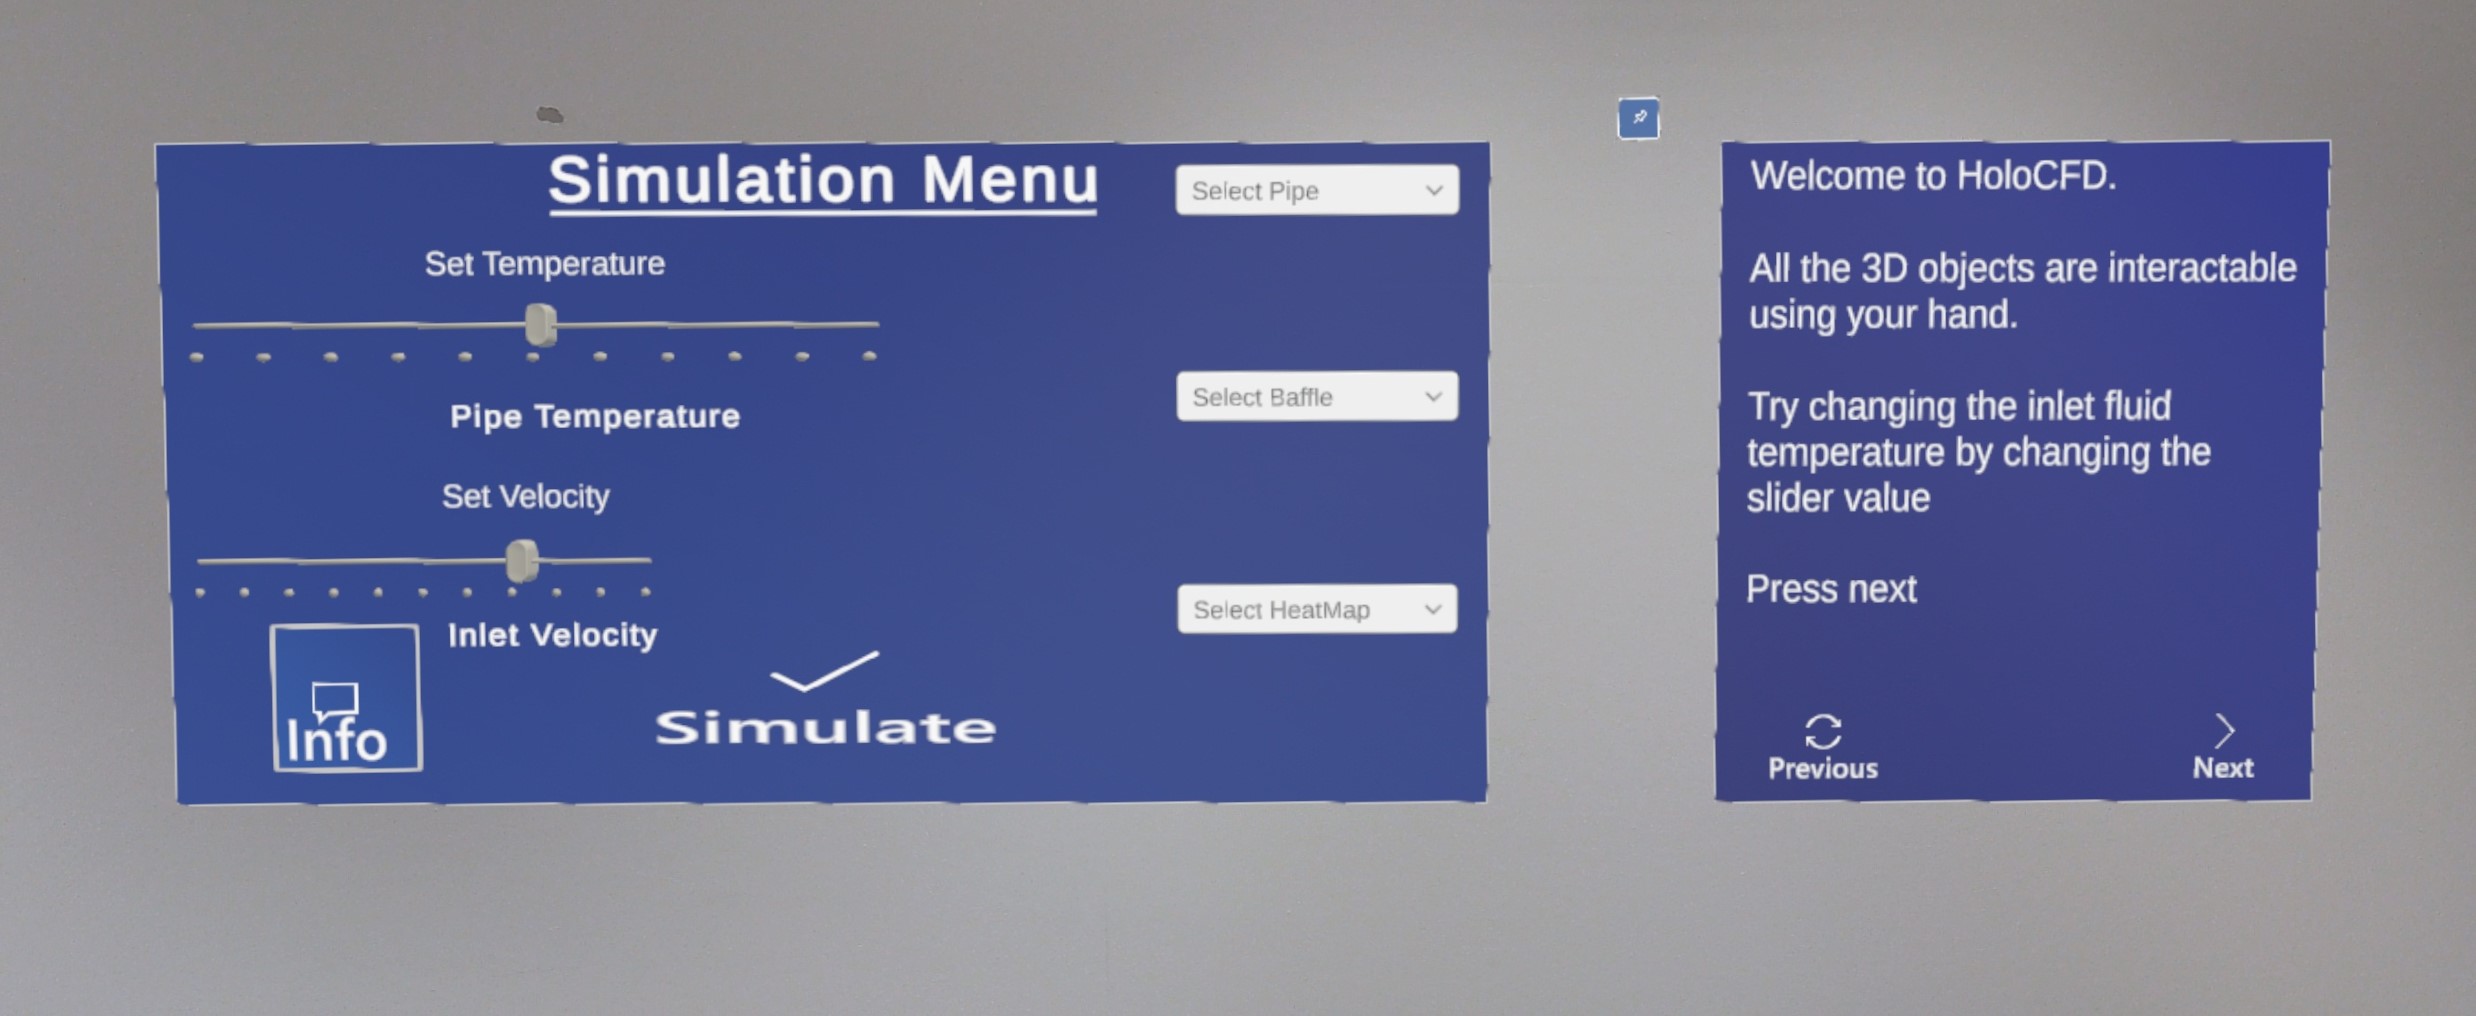 Simulation Menu
Set Temperature
Pipe Temperature
Set Velocity
Inlet Velocity
Info
Simulate
Select Pipe
Select Baffle
Select HeatMap
Welcome to HoloCFD.
All the 3D objects are interactable
using your hand.
Try changing the inlet fluid
temperature by changing the
slider value
Press next
Previous
Next